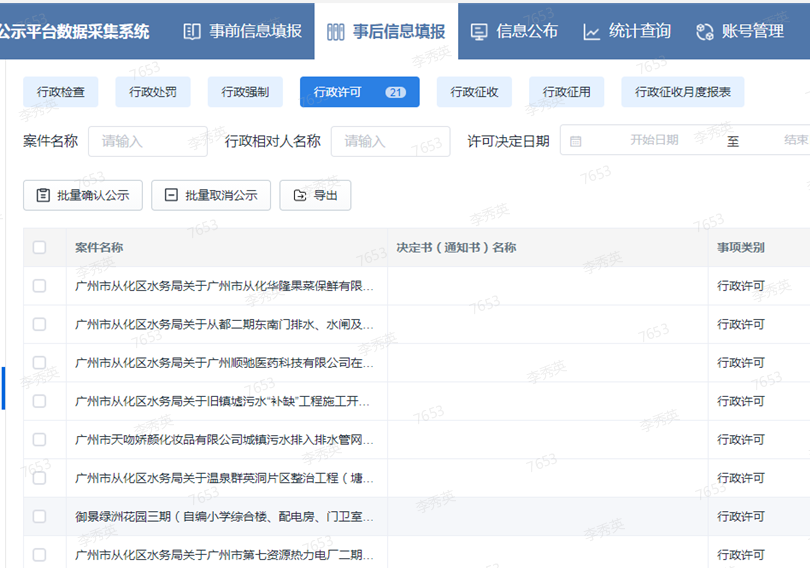 公示平台数据采集系统 事前信息填报 事后信息填报 信息公布 统计查询 账号管理
行政检查 行政处罚 行政强制 行政许可 21 行政征收 行政征用 行政征收月度报表
案件名称 请输入 行政相对人名称 请输入 许可决定日期 开始日期 至 结束
批量确认公示 批量取消公示 导出
案件名称 决定书（通知书）名称 事项类别
广州市从化区水务局关于广州市从化华隆果菜保鲜有限... 行政许可
广州市从化区水务局关于从都二期东南门排水、水闸及... 行政许可
广州市从化区水务局关于广州顺驰医药科技有限公司在... 行政许可
广州市从化区水务局关于旧镇墟污水“补缺”工程施工开... 行政许可
广州市天吻娇颜化妆品有限公司城镇污水排入排水管网... 行政许可
广州市从化区水务局关于温泉群英洞片区整治工程（塘... 行政许可
御景绿洲花园三期（自编小学综合楼、配电房、门卫室... 行政许可
广州市从化区水务局关于广州市第七资源热力电厂二期... 行政许可
李秀英 7653